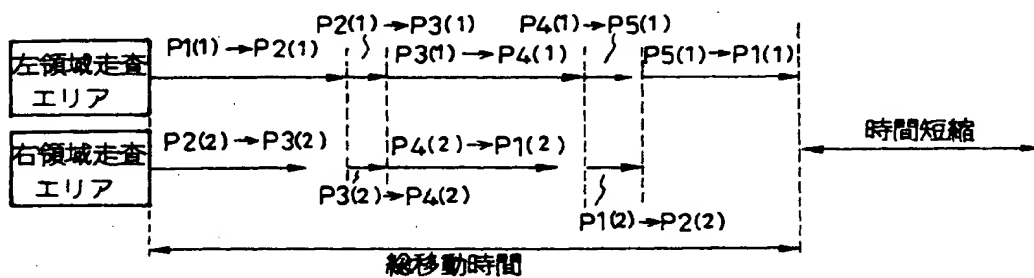 P2(1)→P3(1)
P4(1)→P5(1)
P1(1)→P2(1)
P3(1)→P4(1)
P5(1)→P1(1)
左領域走査
エリア
右領域走査
エリア
P2(2)→P3(2)
P4(2)→P1(2)
P3(2)→P4(2)
P1(2)→P2(2)
時間短縮
総移動時間